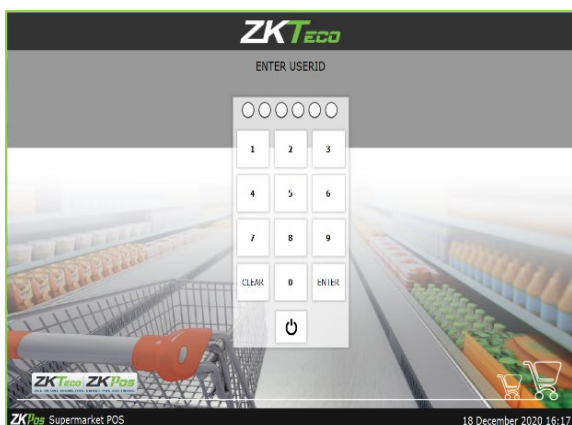 ZKTECO
ENTER USERID
1 2 3
4 5 6
7 8 9
CLEAR 0 ENTER
ZKTECO ZKPos
ZKPos Supermarket POS
18 December 2020 16:17